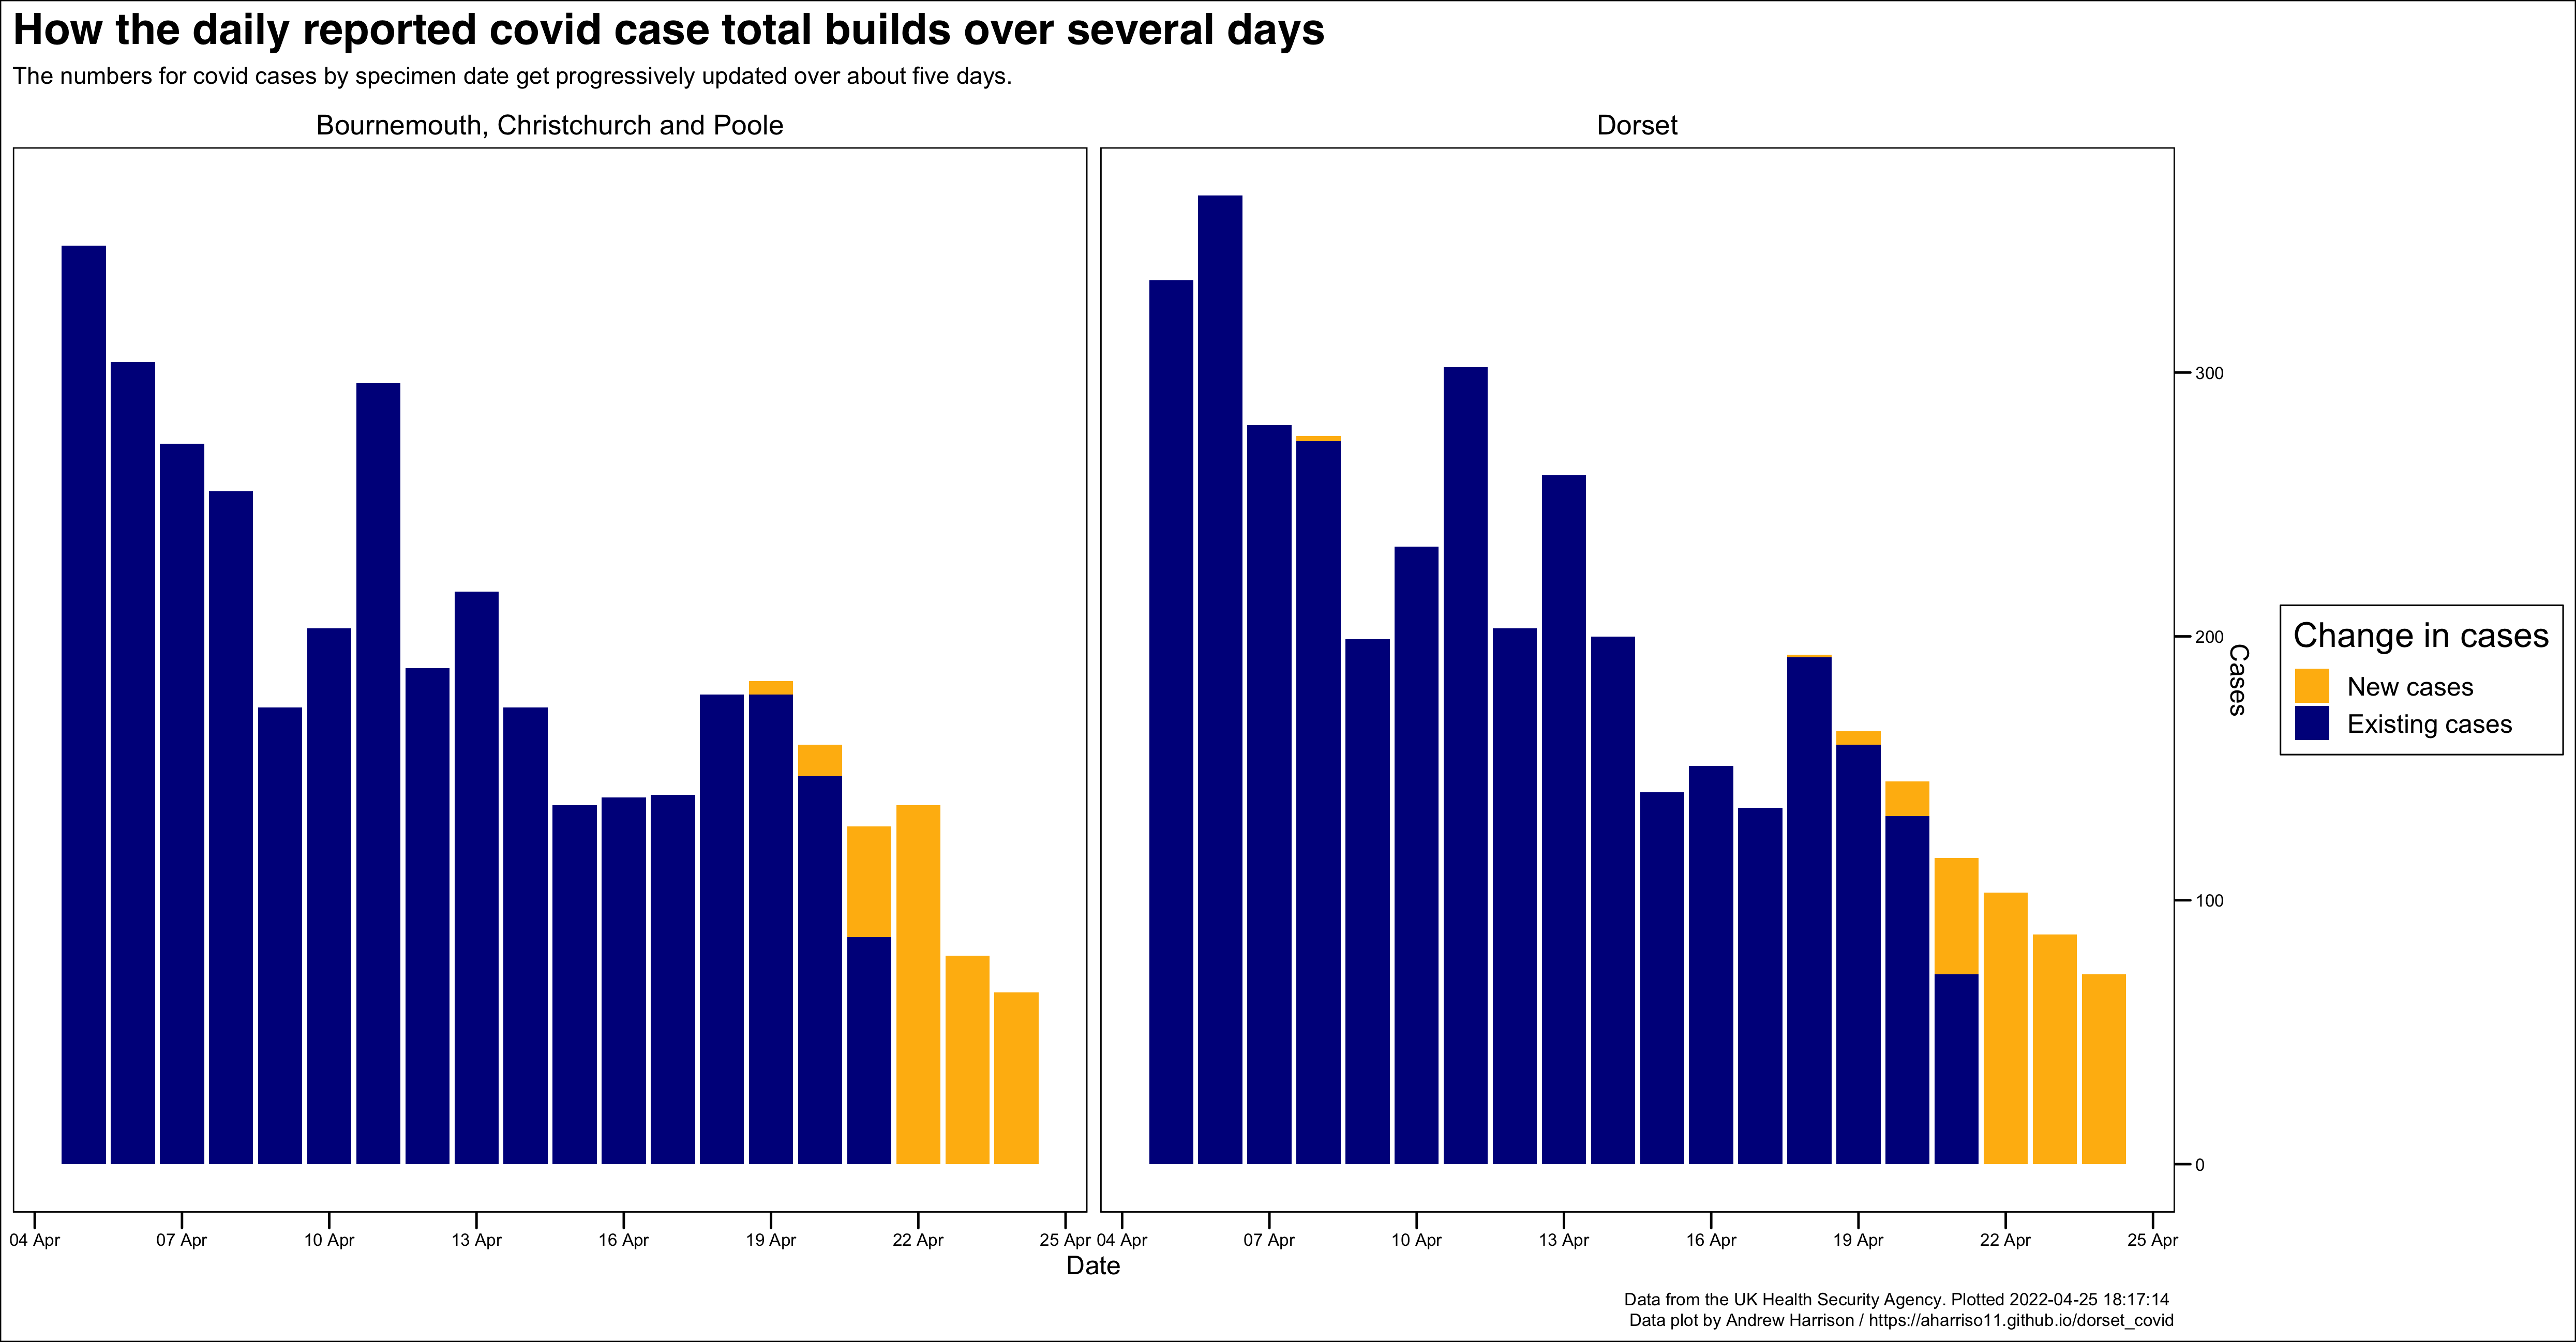 How the daily reported covid case total builds over several days
The numbers for covid cases by specimen date get progressively updated over about five days.
Bournemouth, Christchurch and Poole
Dorset
300
200
100
0
Cases
Change in cases
New cases
Existing cases
04 Apr 07 Apr 10 Apr 13 Apr 16 Apr 19 Apr 22 Apr 25 Apr
04 Apr 07 Apr 10 Apr 13 Apr 16 Apr 19 Apr 22 Apr 25 Apr
Date
Data from the UK Health Security Agency. Plotted 2022-04-25 18:17:14
Data plot by Andrew Harrison / https://aharriso11.github.io/dorset_covid